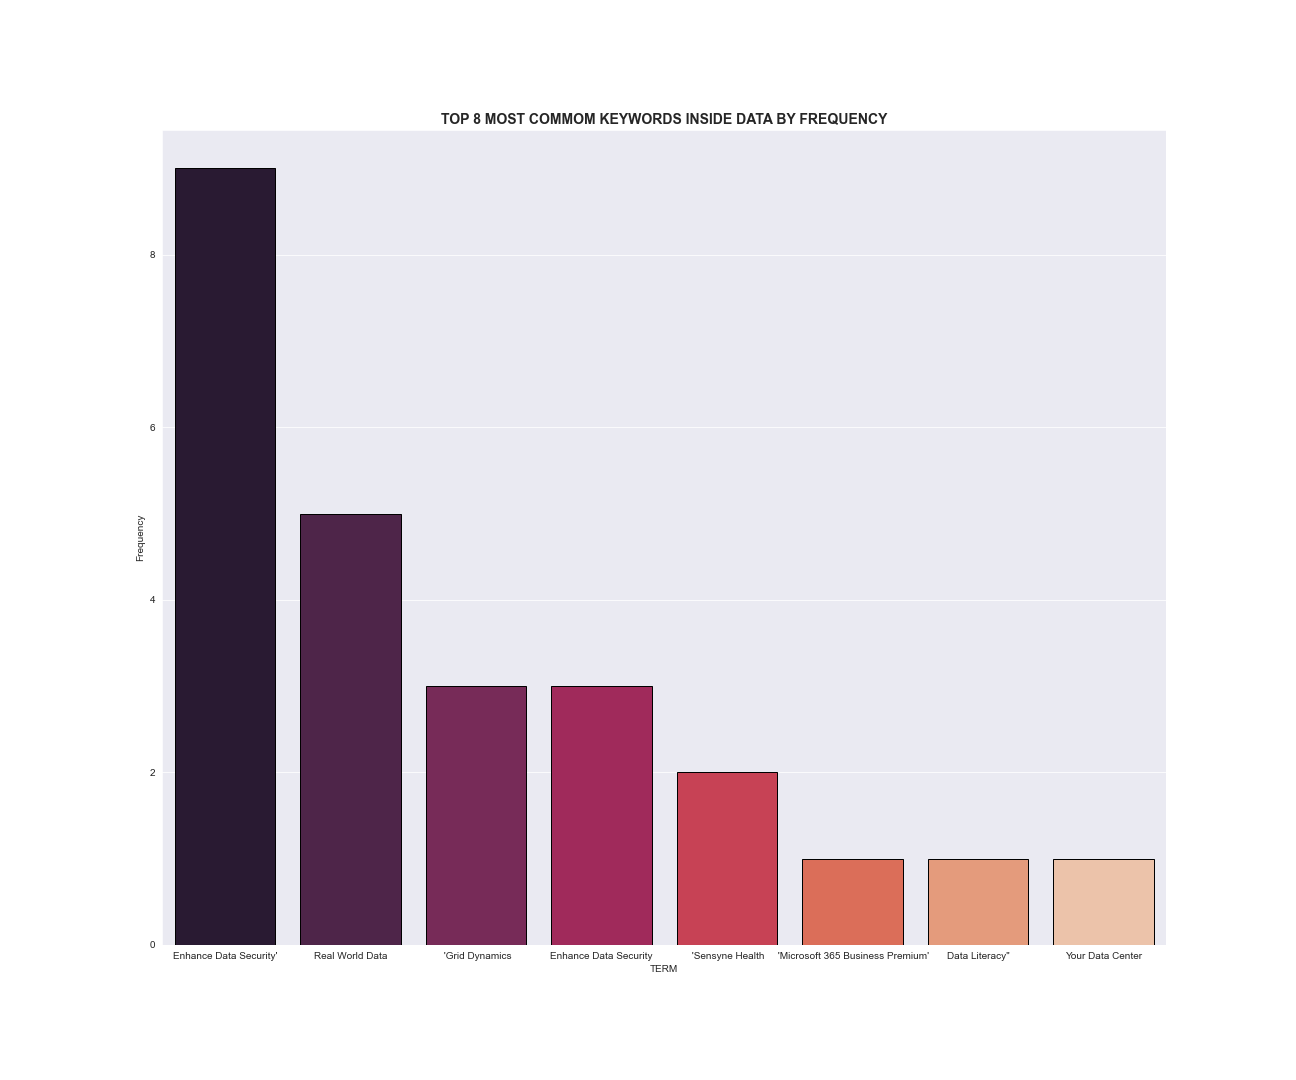 TOP 8 MOST COMMOM KEYWORDS INSIDE DATA BY FREQUENCY
8
6
Frequency
4
2
0
Enhance Data Security' Real World Data 'Grid Dynamics Enhance Data Security 'Sensyne Health 'Microsoft 365 Business Premium' Data Literacy" Your Data Center
TERM